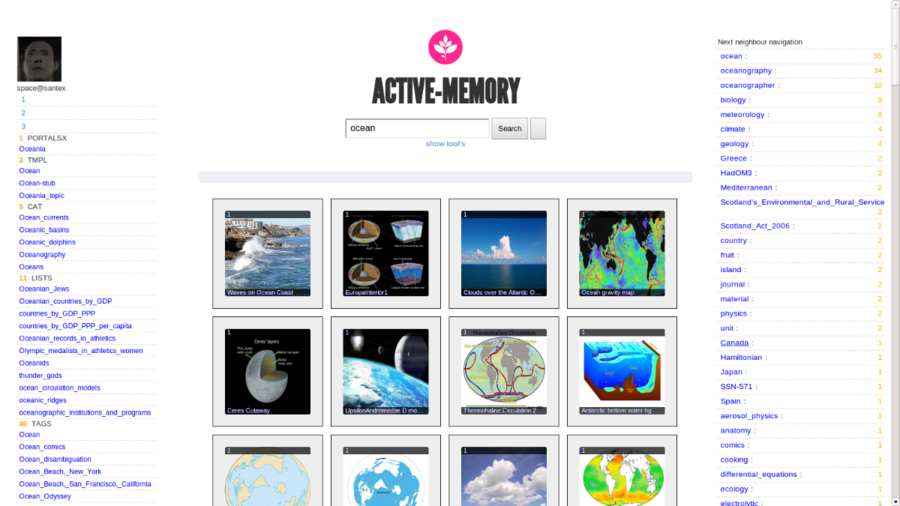 space@santex
1
2
3
1 PORTALSX
Oceania
3 TMPL
Ocean
Ocean-stub
Oceania_topic
5 CAT
Ocean_currents
Oceanic_basins
Oceanic_dolphins
Oceanography
Oceans
11 LISTS
Oceanian_Jews
Oceanian_countries_by_GDP
countries_by_GDP_PPP
countries_by_GDP_PPP_per_capita
Oceanian_records_in_athletics
Olympic_medalists_in_athletics_women
Oceanids
thunder_gods
ocean_circulation_models
oceanic_ridges
oceanographic_institutions_and_programs
40 TAGS
Ocean
Ocean_comics
Ocean_disambiguation
Ocean_Beach,_New_York
Ocean_Beach,_San_Francisco,_California
Ocean_Odyssey
ACTIVE-MEMORY
ocean Search
show tool's
1 1 1 1
Waves on Ocean Coast EuropaInterior1 Clouds over the Atlantic O... Ocean gravity map
1 1 1 1
Ceres' layers
Thermohaline Circulation
Ceres Cutaway UpsilonAndromedae D mo... Thermohaline Circulation 2 Antarctic bottom water hg
1 1 1 1
Next neighbour navigation
ocean : 55
oceanography : 24
oceanographer : 10
biology : 9
meteorology : 8
climate : 4
geology : 4
Greece : 2
HadOM3 : 2
Mediterranean : 2
Scotland's_Environmental_and_Rural_Service
2
Scotland_Act_2006 : 2
country : 2
fruit : 2
island : 2
journal : 2
material : 2
physics : 2
unit : 2
Canada : 1
Hamiltonian : 1
Japan : 1
SSN-571 : 1
Spain : 1
aerosol_physics : 1
anatomy : 1
comics : 1
cooking : 1
differential_equations : 1
ecology : 1
electrolytic : 1